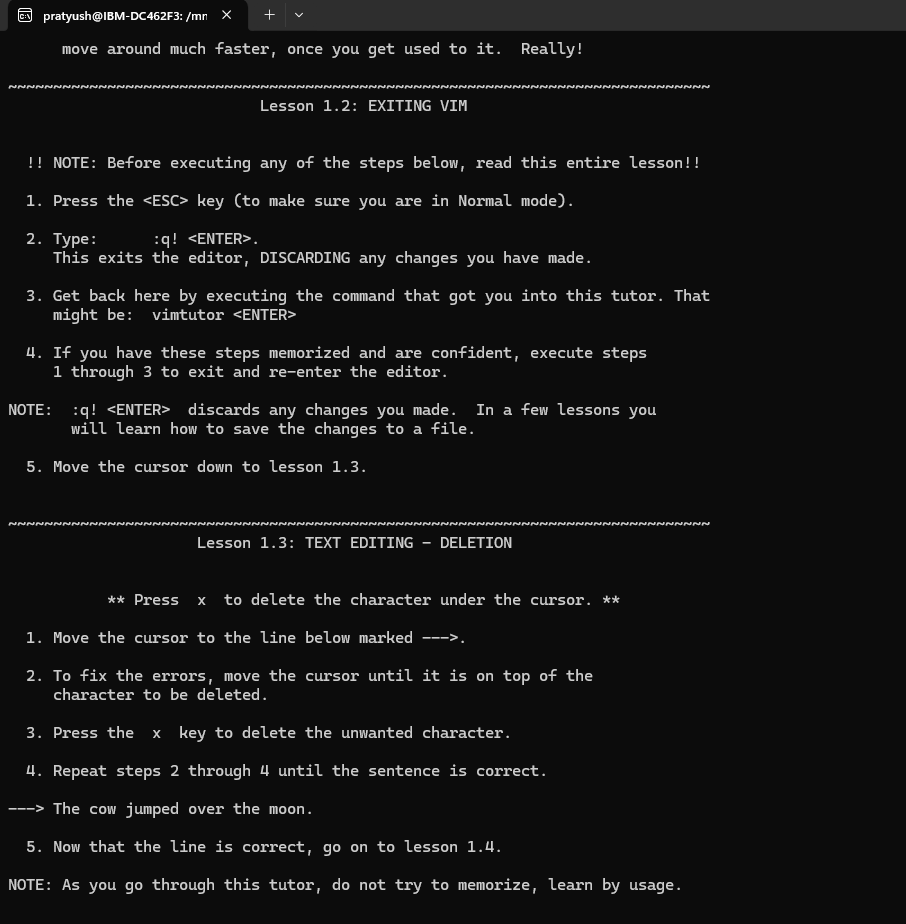 pratyush@IBM-DC462F3: /mn
move around much faster, once you get used to it.  Really!
~~~~~~~~~~~~~~~~~~~~~~~~~~~~~~~~~~~~~~~~~~~~~~~~~~~~~~~~~~~~~~~~~~~~~~~~~~~~~~
Lesson 1.2: EXITING VIM
!! NOTE: Before executing any of the steps below, read this entire lesson!!
1. Press the <ESC> key (to make sure you are in Normal mode).
2. Type:      :q! <ENTER>.
This exits the editor, DISCARDING any changes you have made.
3. Get back here by executing the command that got you into this tutor. That
might be:  vimtutor <ENTER>
4. If you have these steps memorized and are confident, execute steps
1 through 3 to exit and re-enter the editor.
NOTE:  :q! <ENTER>  discards any changes you made.  In a few lessons you
will learn how to save the changes to a file.
5. Move the cursor down to lesson 1.3.
~~~~~~~~~~~~~~~~~~~~~~~~~~~~~~~~~~~~~~~~~~~~~~~~~~~~~~~~~~~~~~~~~~~~~~~~~~~~~~
Lesson 1.3: TEXT EDITING - DELETION
** Press  x  to delete the character under the cursor. **
1. Move the cursor to the line below marked --->.
2. To fix the errors, move the cursor until it is on top of the
character to be deleted.
3. Press the  x  key to delete the unwanted character.
4. Repeat steps 2 through 4 until the sentence is correct.
---> The cow jumped over the moon.
5. Now that the line is correct, go on to lesson 1.4.
NOTE: As you go through this tutor, do not try to memorize, learn by usage.